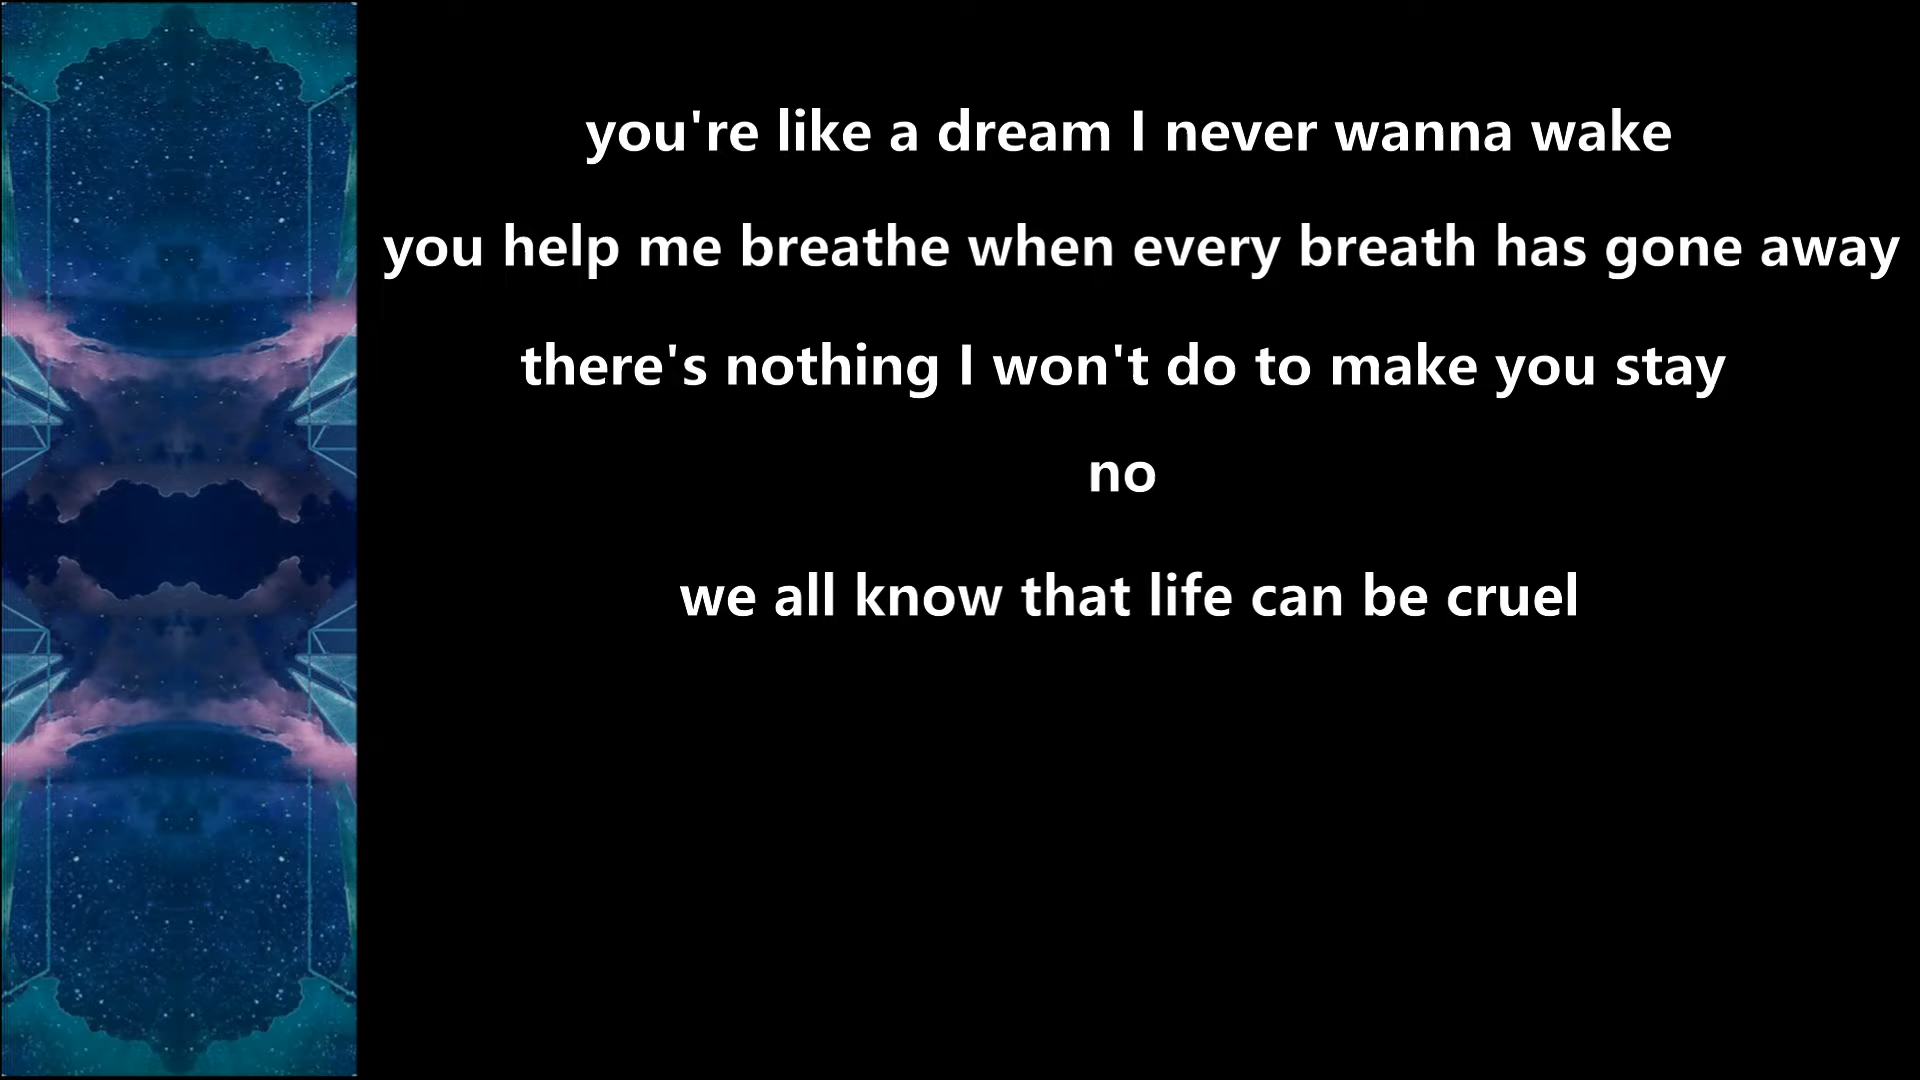 you're like a dream I never wanna wake
you help me breathe when every breath has gone away
there's nothing I won't do to make you stay
no
we all know that life can be cruel